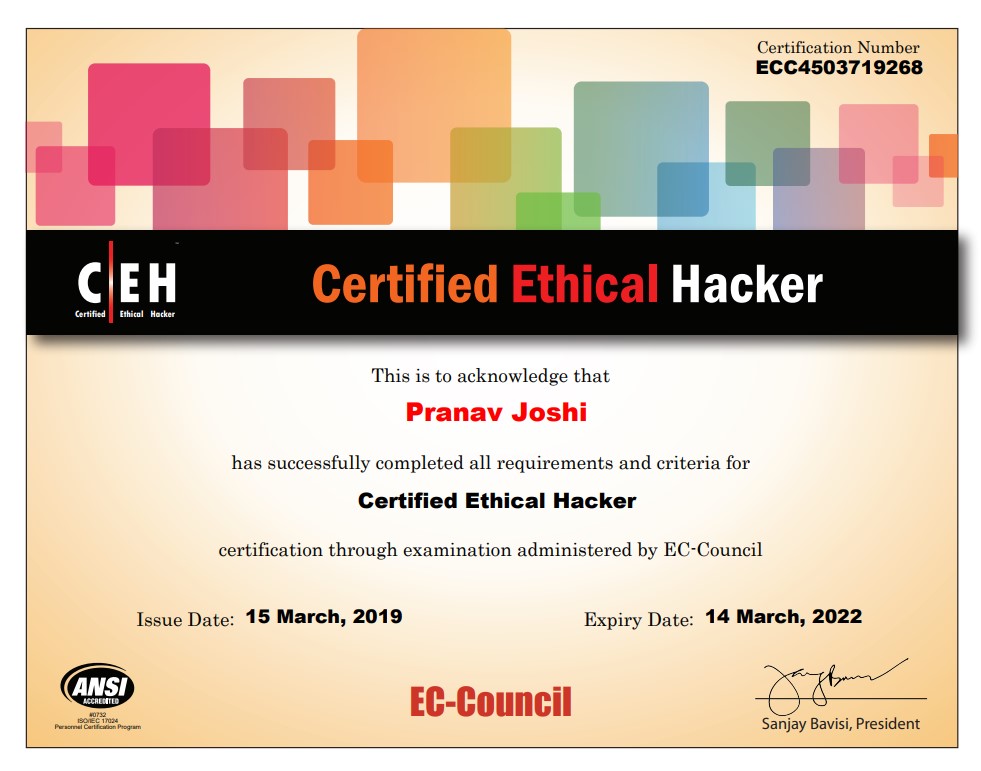 Certification Number
ECC4503719268
C EH
™
Certified Ethical Hacker
Certified Ethical Hacker
This is to acknowledge that
Pranav Joshi
has successfully completed all requirements and criteria for
Certified Ethical Hacker
certification through examination administered by EC-Council
Issue Date: 15 March, 2019 Expiry Date: 14 March, 2022
ANSI
ACCREDITED
#0732
ISO/IEC 17024
Personnel Certification Program
EC-Council
Sanjay Bavisi, President